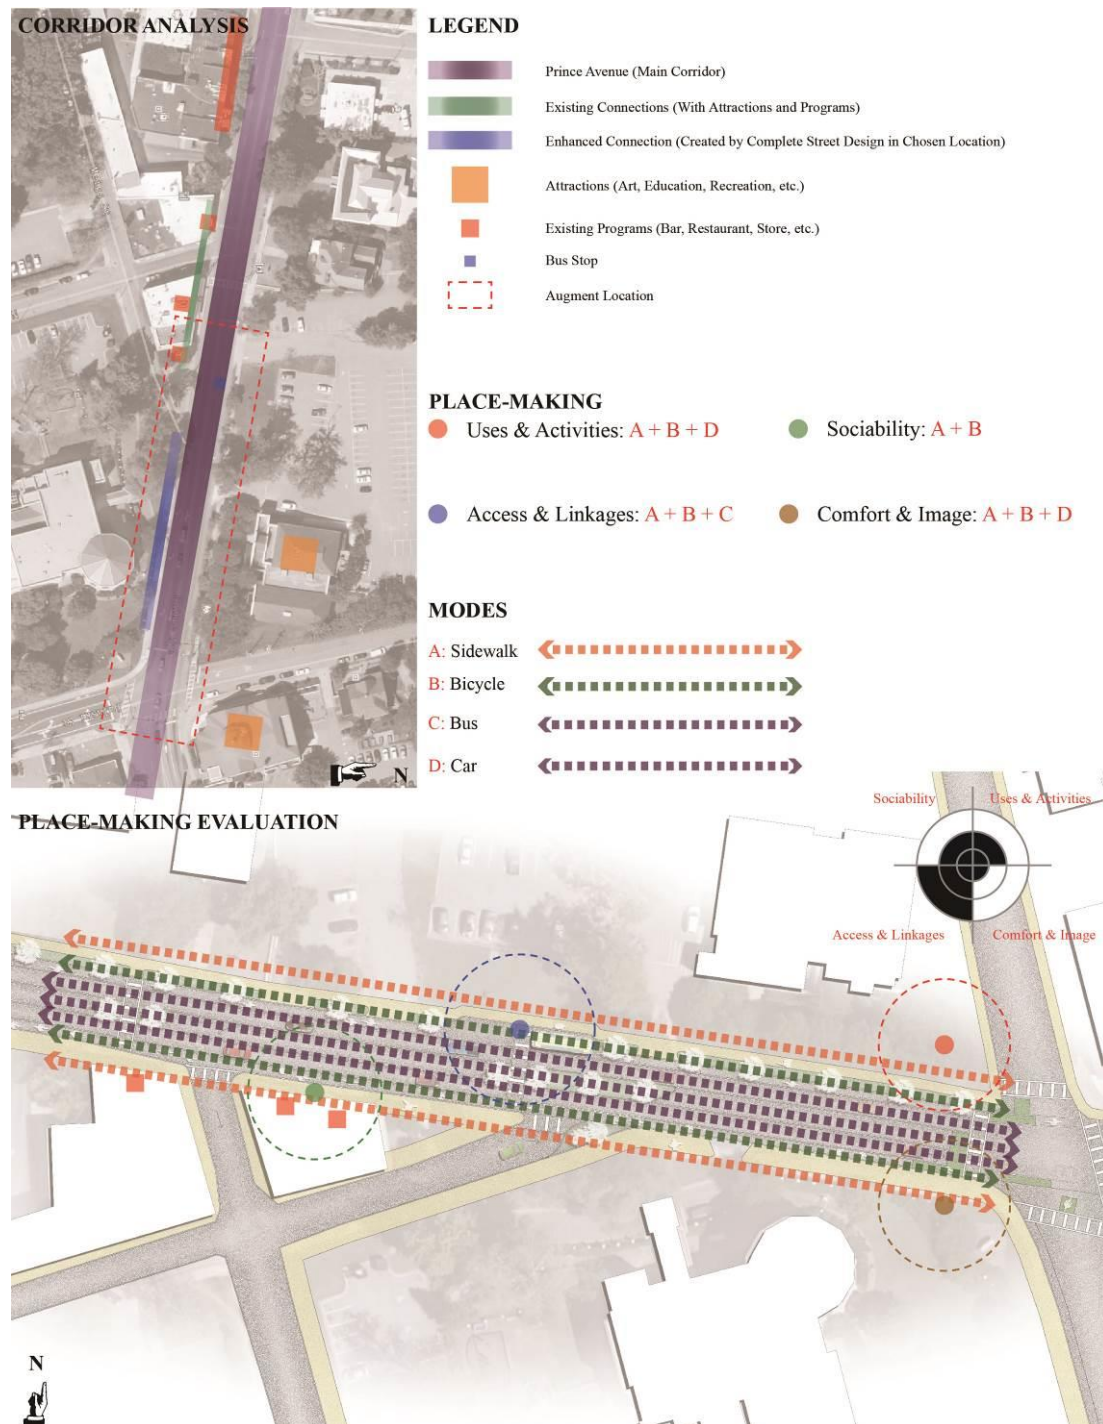 CORRIDOR ANALYSIS
N
LEGEND
Prince Avenue (Main Corridor)
Existing Connections (With Attractions and Programs)
Enhanced Connection (Created by Complete Street Design in Chosen Location)
Attractions (Art, Education, Recreation, etc.)
Existing Programs (Bar, Restaurant, Store, etc.)
Bus Stop
Augment Location
PLACE-MAKING
Uses & Activities: A + B + D
Sociability: A + B
Access & Linkages: A + B + C
Comfort & Image: A + B + D
MODES
A: Sidewalk
B: Bicycle
C: Bus
D: Car
PLACE-MAKING EVALUATION
Sociability
Uses & Activities
Access & Linkages
Comfort & Image
N